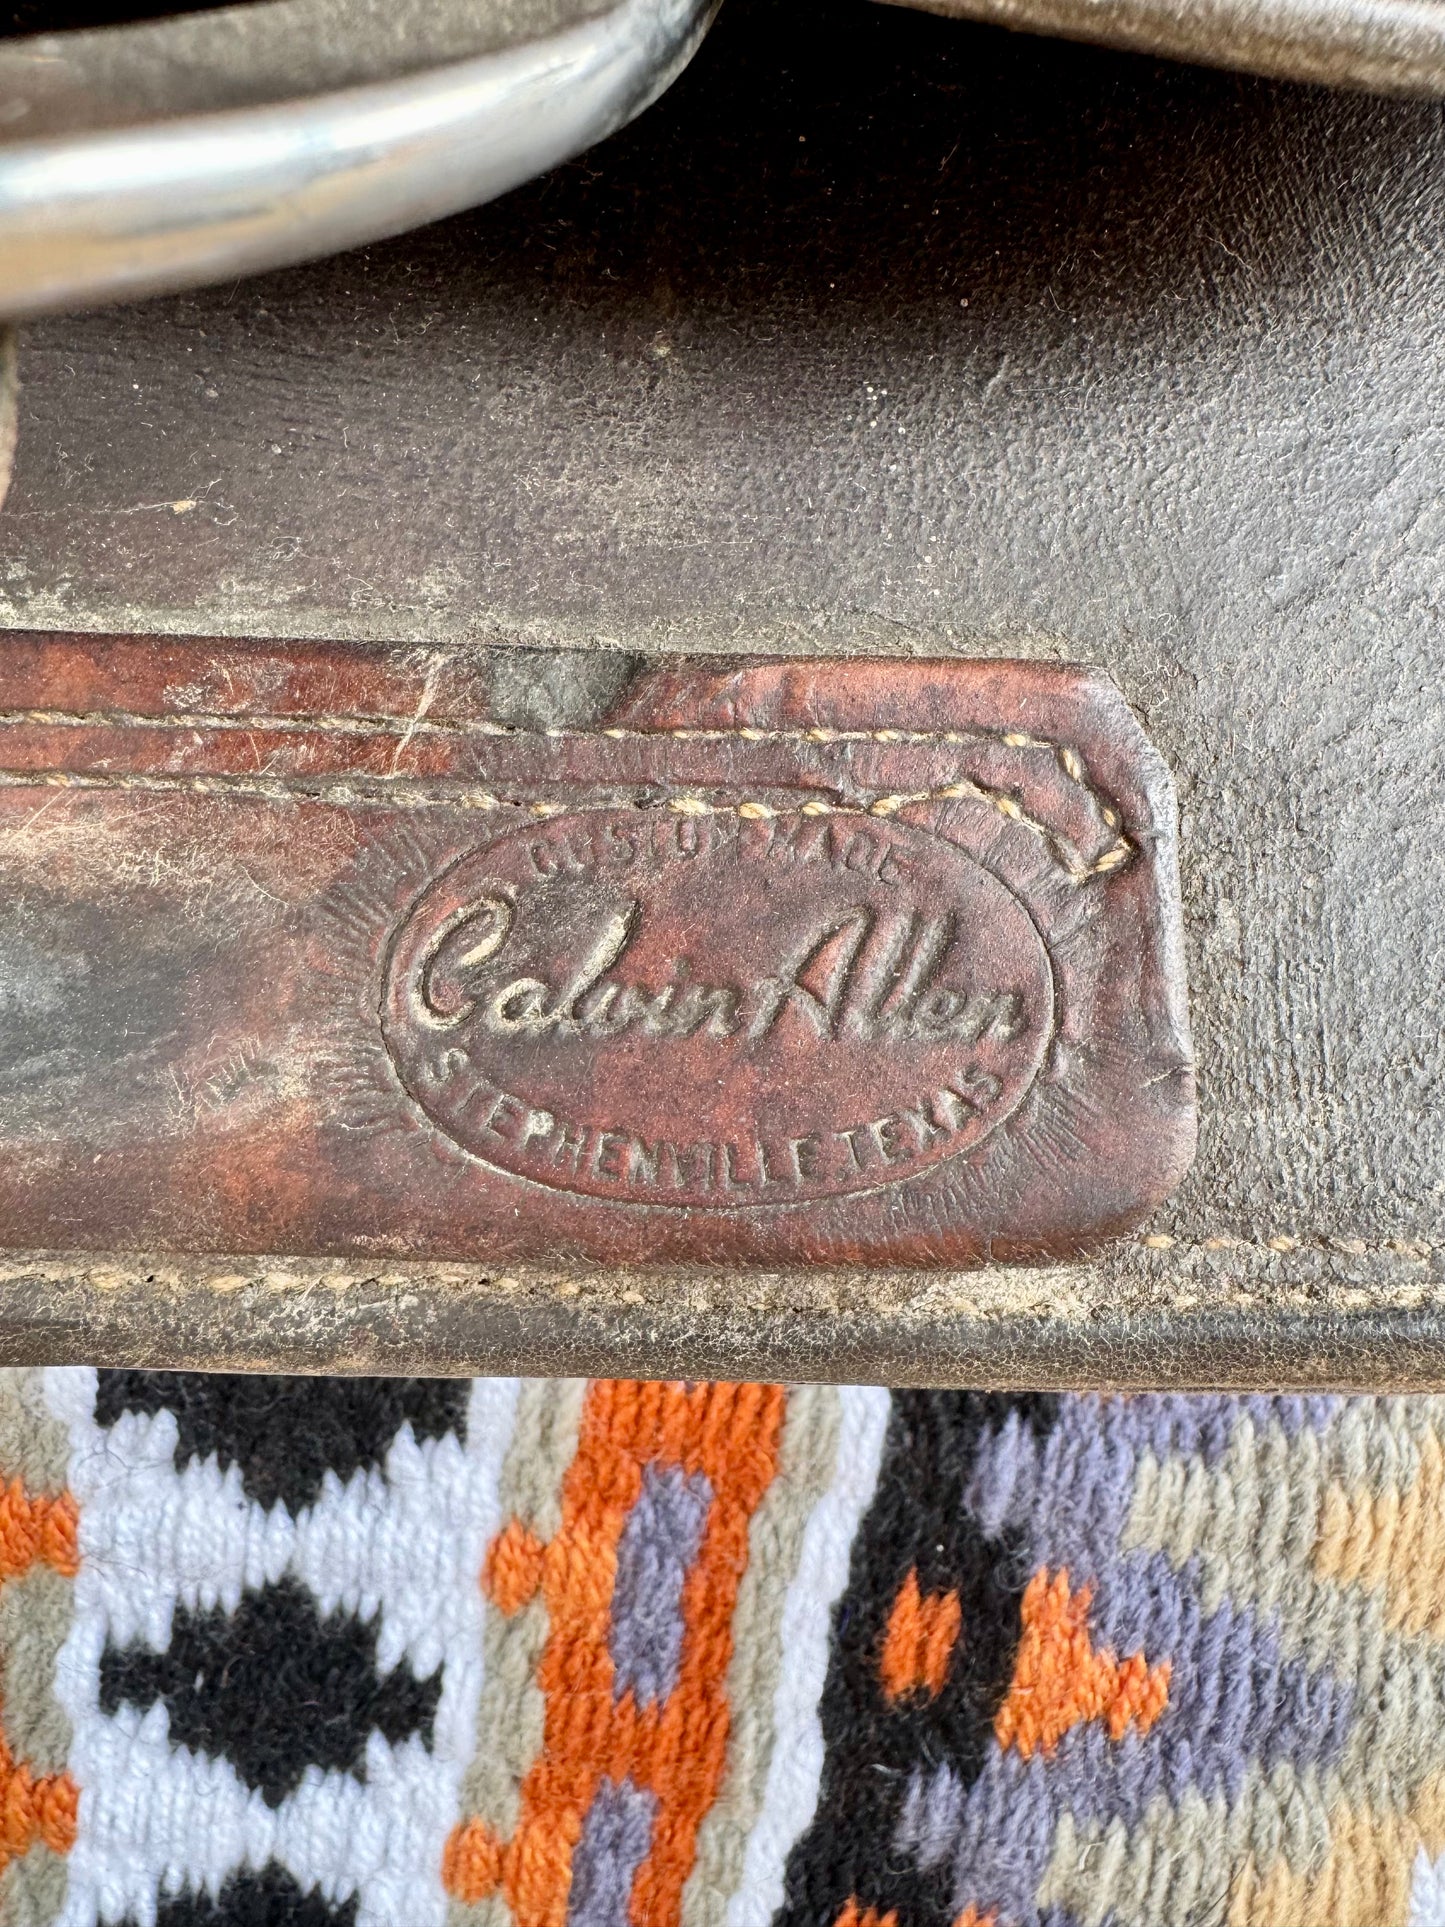 CUSTOM MADE
Calvin Allen
STEPHENVILLE, TEXAS